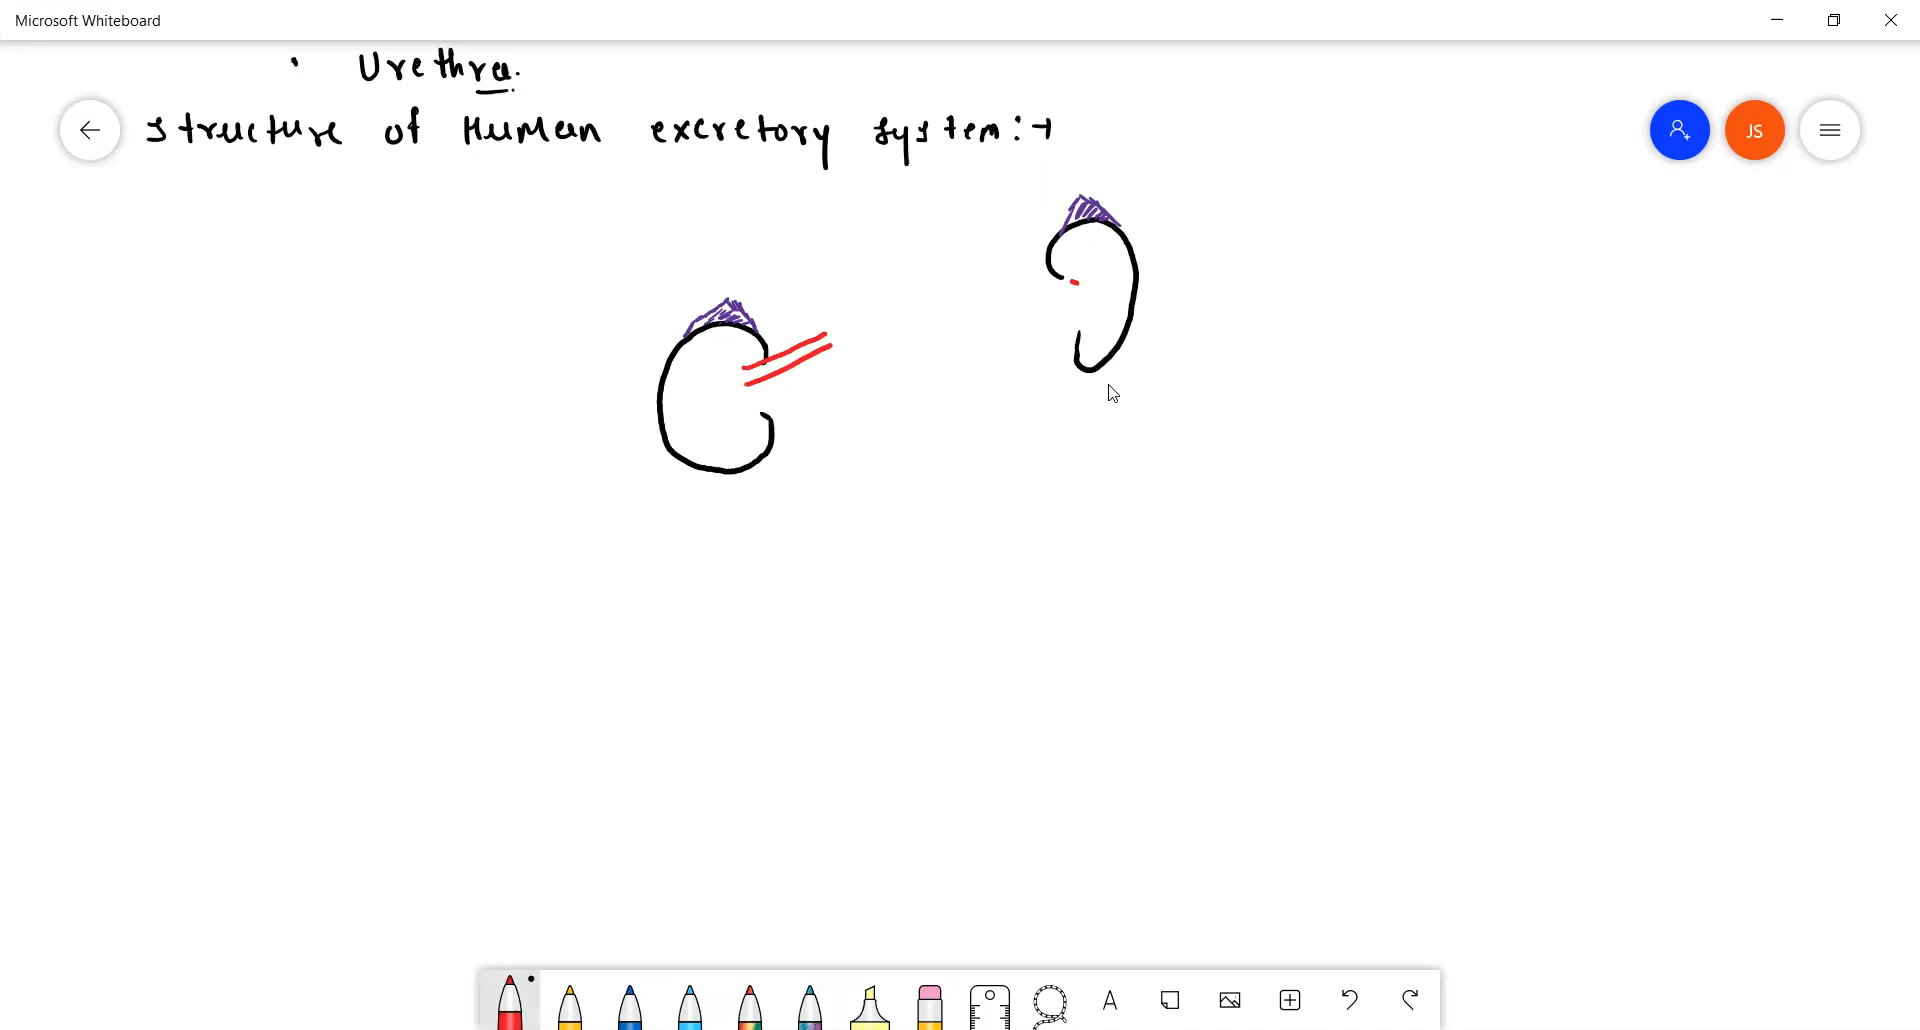 Microsoft Whiteboard
• Urethra.
structure of Human excretory system:→
JS